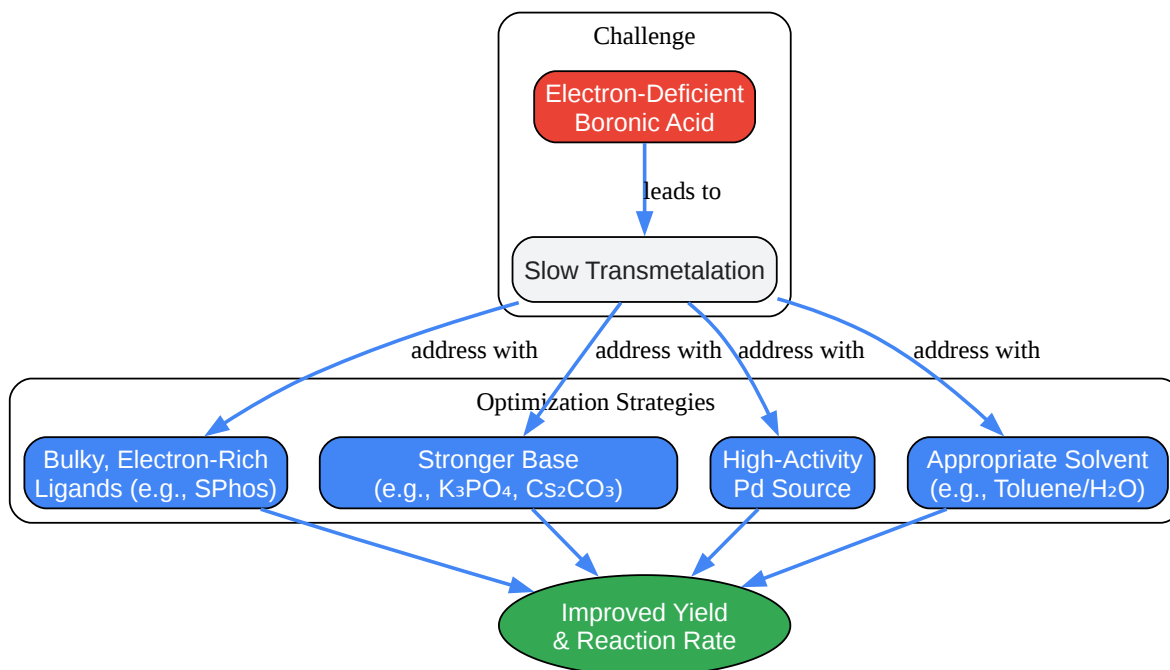 Challenge
Electron-Deficient
Boronic Acid
leads to
Slow Transmetalation
address with
address with
address with
address with
Optimization Strategies
Bulky, Electron-Rich
Ligands (e.g., SPhos)
Stronger Base
(e.g., K₃PO₄, Cs₂CO₃)
High-Activity
Pd Source
Appropriate Solvent
(e.g., Toluene/H₂O)
Improved Yield
& Reaction Rate